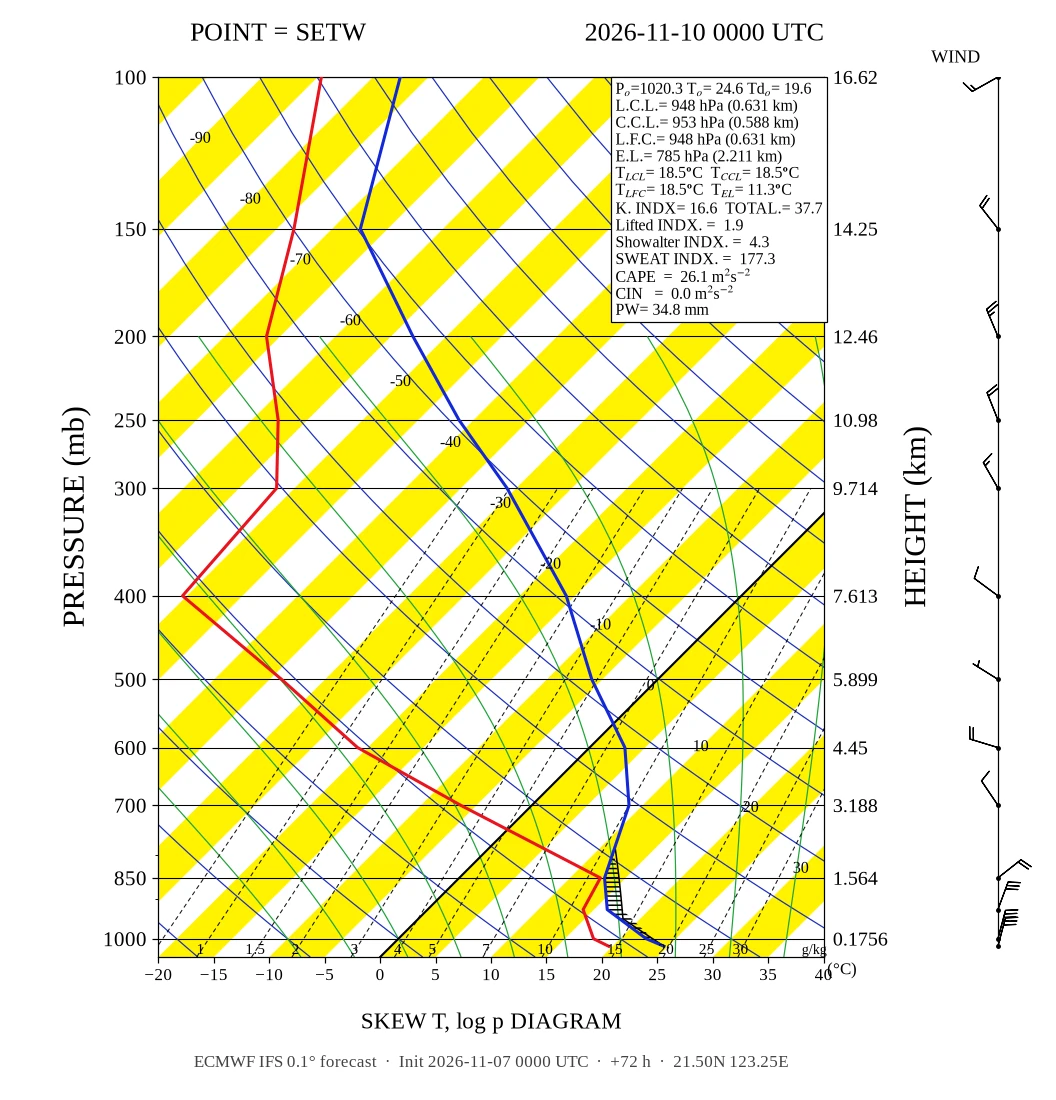 POINT = SETW
2026-11-10 0000 UTC
WIND
100
16.62
Pₒ=1020.3 Tₒ= 24.6 Tdₒ= 19.6
L.C.L.= 948 hPa (0.631 km)
C.C.L.= 953 hPa (0.588 km)
L.F.C.= 948 hPa (0.631 km)
E.L.= 785 hPa (2.211 km)
T_LCL= 18.5°C T_CCL= 18.5°C
T_LFC= 18.5°C T_EL= 11.3°C
K. INDX= 16.6 TOTAL.= 37.7
Lifted INDX. = 1.9
Showalter INDX. = 4.3
SWEAT INDX. = 177.3
CAPE = 26.1 m²s⁻²
CIN = 0.0 m²s⁻²
PW= 34.8 mm
-90
-80
150
14.25
-70
-60
200
12.46
-50
250
10.98
-40
300
9.714
-30
PRESSURE (mb)
HEIGHT (km)
-20
400
7.613
-10
500
5.899
0
600
4.45
10
700
3.188
20
850
1.564
30
1000
0.1756
1 1.5 2 3 4 5 7 10 15 20 25 30 g/kg
−20 −15 −10 −5 0 5 10 15 20 25 30 35 40 (°C)
SKEW T, log p DIAGRAM
ECMWF IFS 0.1° forecast · Init 2026-11-07 0000 UTC · +72 h · 21.50N 123.25E